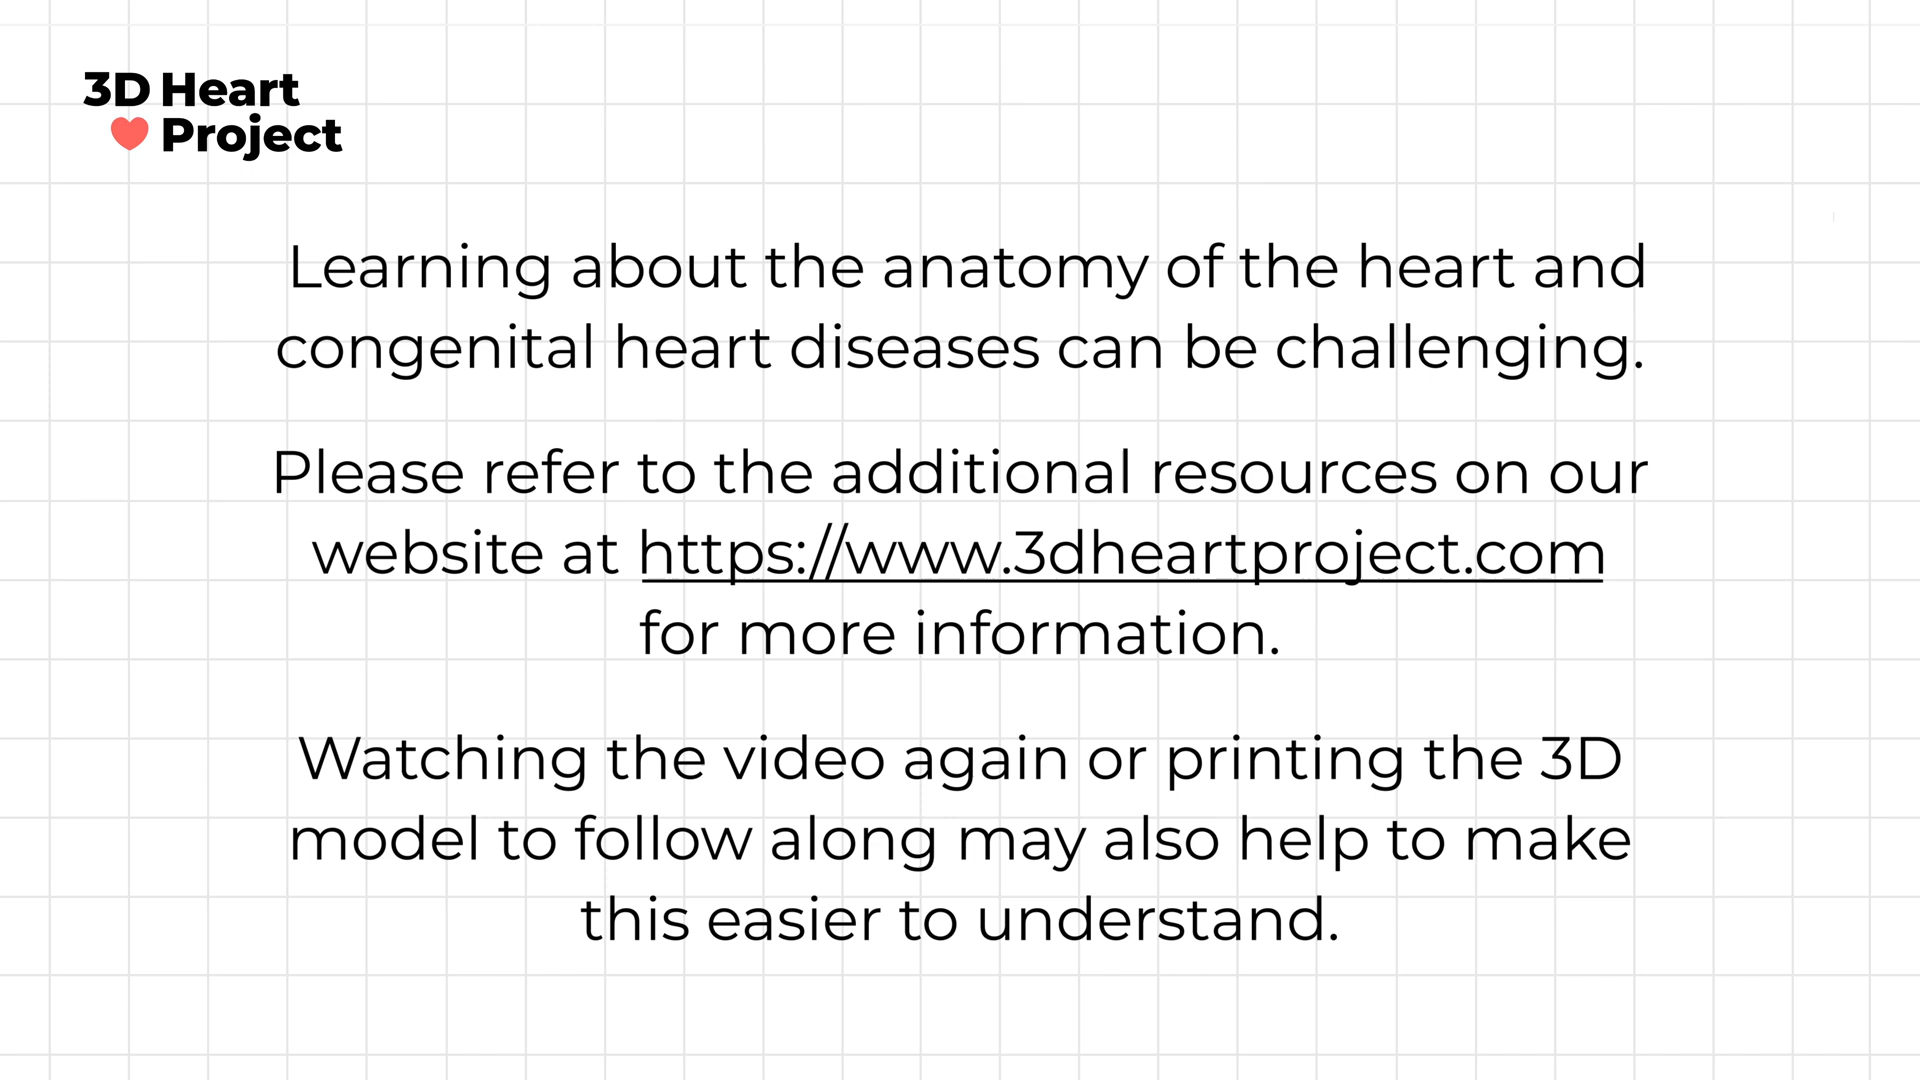 3D Heart
Project
Learning about the anatomy of the heart and
congenital heart diseases can be challenging.
Please refer to the additional resources on our
website at https://www.3dheartproject.com
for more information.
Watching the video again or printing the 3D
model to follow along may also help to make
this easier to understand.